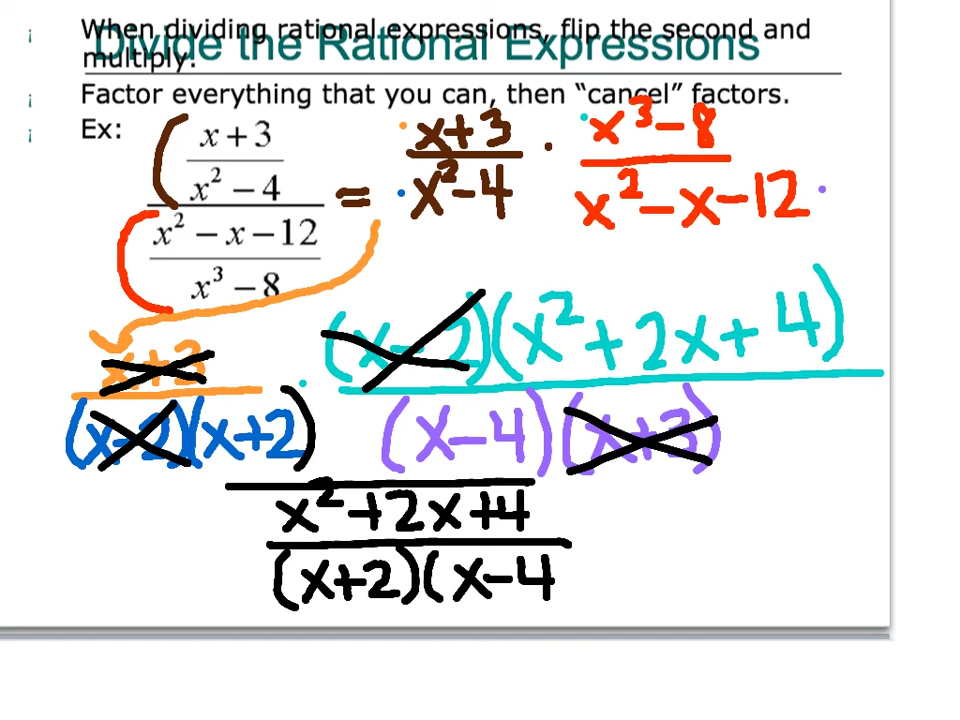 When dividing rational expressions, flip the second and
Divide the Rational Expressions
multiply!
Factor everything that you can, then “cancel” factors.
Ex:
x + 3
x² − 4
x² − x − 12
x³ − 8
=
x+3
x²−4
·
x³−8
x²−x−12
x+3
(x−2)(x+2)
·
(x−2)(x²+2x+4)
(x−4)(x+3)
x²+2x+4
(x+2)(x−4